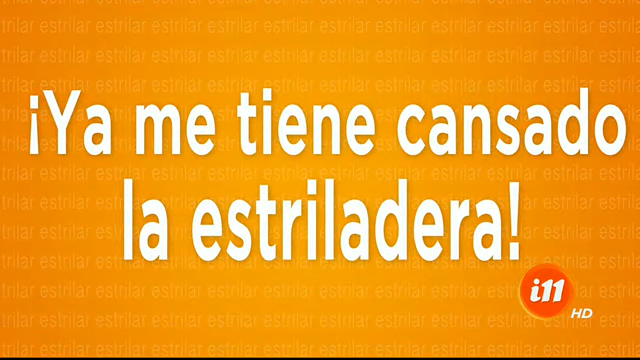 ¡Ya me tiene cansado
la estriladera!
i11
HD